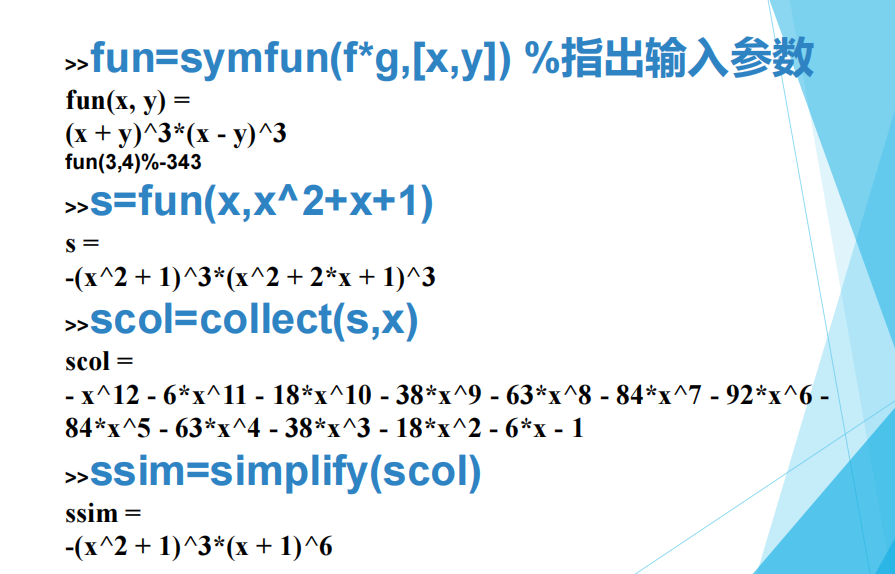 >>fun=symfun(f*g,[x,y]) %指出输入参数
fun(x, y) =
(x + y)^3*(x - y)^3
fun(3,4)%-343
>>s=fun(x,x^2+x+1)
s =
-(x^2 + 1)^3*(x^2 + 2*x + 1)^3
>>scol=collect(s,x)
scol =
- x^12 - 6*x^11 - 18*x^10 - 38*x^9 - 63*x^8 - 84*x^7 - 92*x^6 -
84*x^5 - 63*x^4 - 38*x^3 - 18*x^2 - 6*x - 1
>>ssim=simplify(scol)
ssim =
-(x^2 + 1)^3*(x + 1)^6